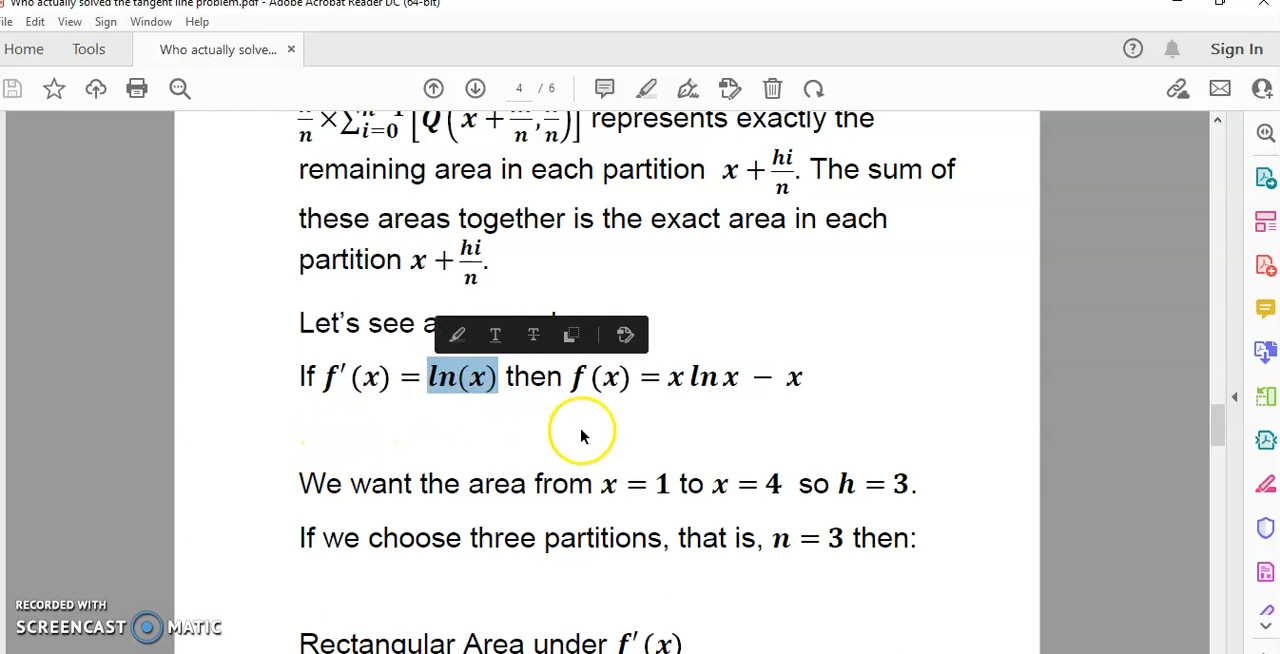 Who actually solved the tangent line problem.pdf - Adobe Acrobat Reader DC (64-bit)
File Edit View Sign Window Help
Home Tools Who actually solve... × Sign In
4 / 6
n/n × ∑ i=0 [Q(x + , /n)] represents exactly the
remaining area in each partition x + hi/n. The sum of
these areas together is the exact area in each
partition x + hi/n.
Let's see a
If f′(x) = ln(x) then f(x) = x ln x − x
We want the area from x = 1 to x = 4 so h = 3.
If we choose three partitions, that is, n = 3 then:
RECORDED WITH
SCREENCAST MATIC
Rectangular Area under f′(x)